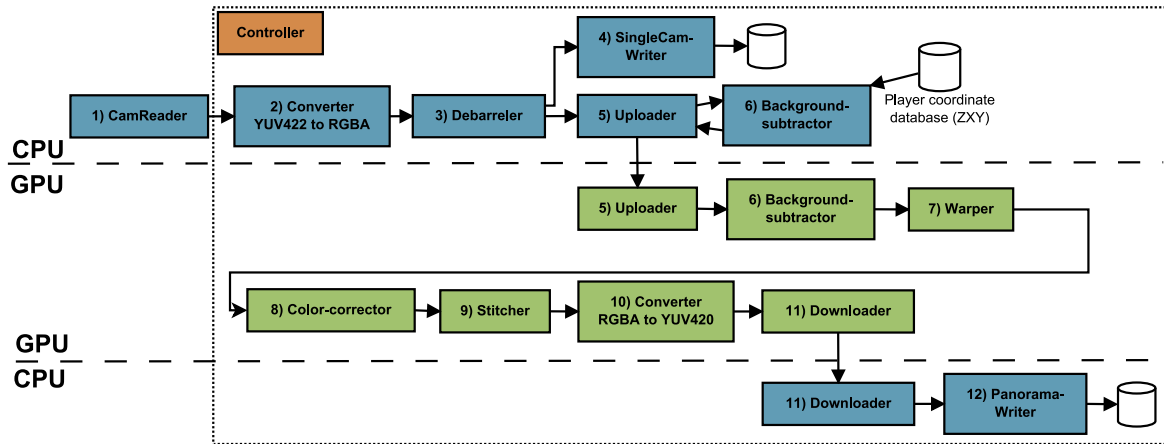 Controller
4) SingleCam-
Writer
1) CamReader
2) Converter
YUV422 to RGBA
3) Debarreler
5) Uploader
6) Background-
subtractor
Player coordinate
database (ZXY)
CPU
GPU
5) Uploader
6) Background-
subtractor
7) Warper
8) Color-corrector
9) Stitcher
10) Converter
RGBA to YUV420
11) Downloader
GPU
CPU
11) Downloader
12) Panorama-
Writer